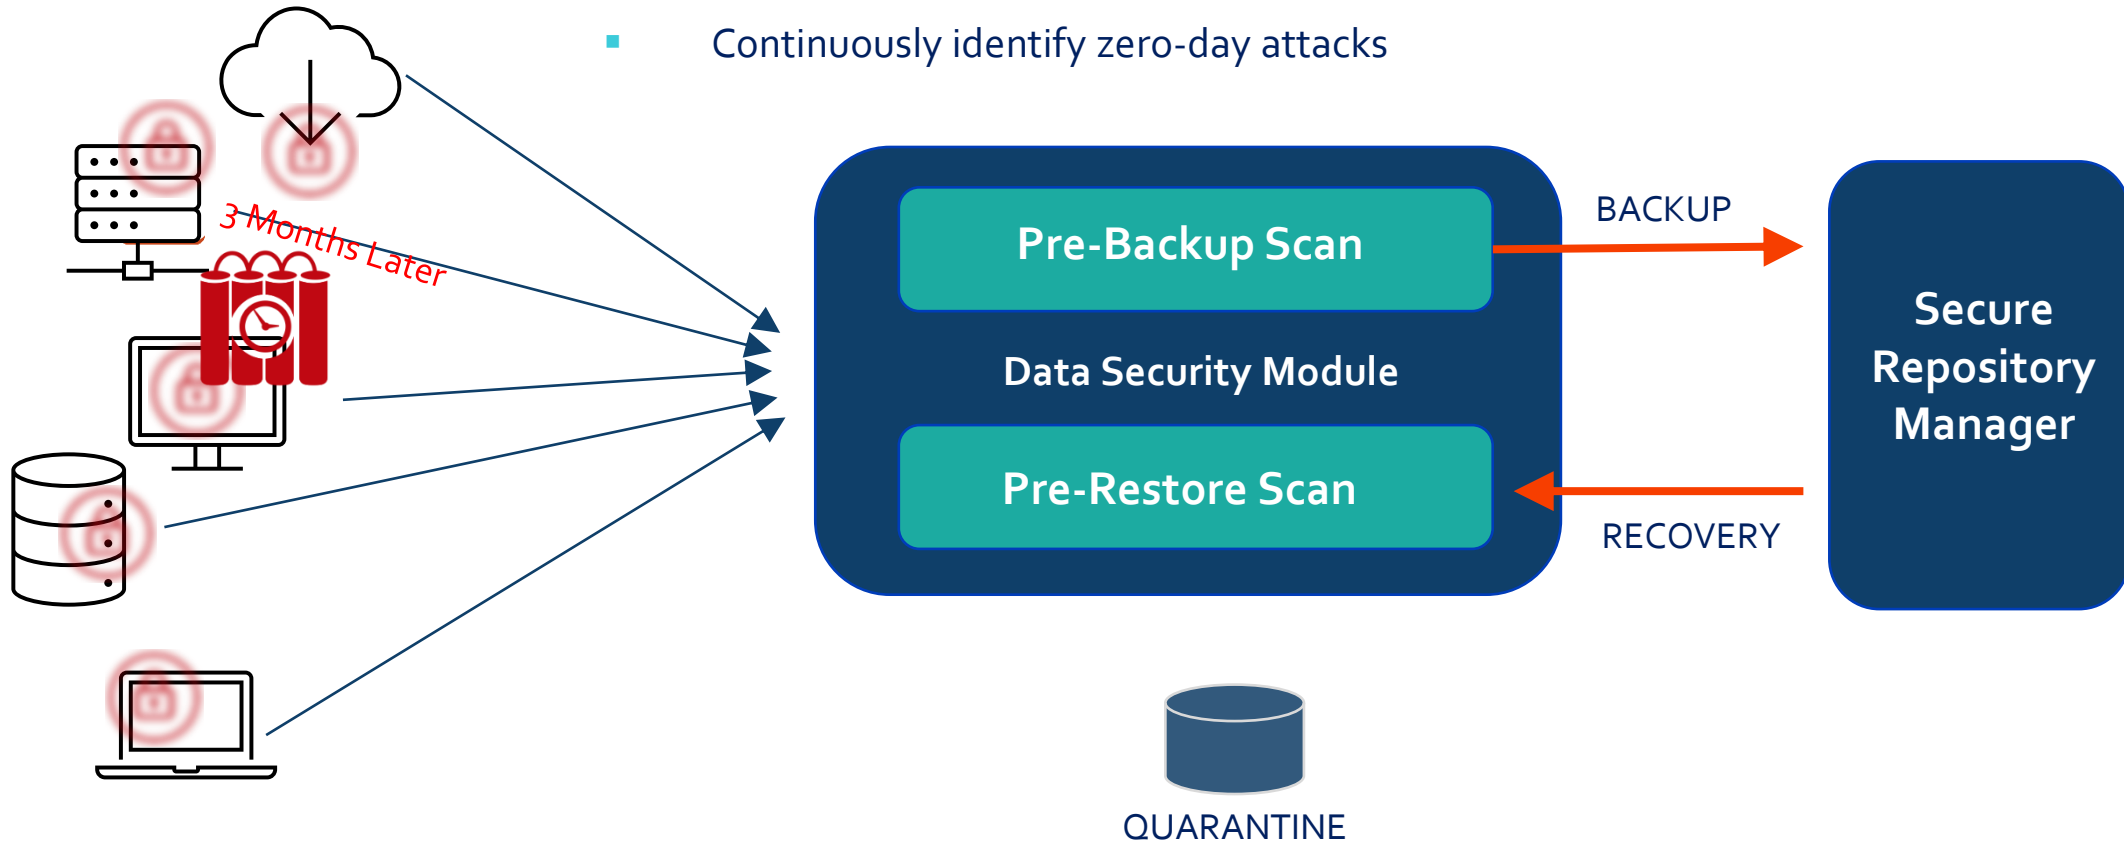 Continuously identify zero-day attacks
3 Months Later
Pre-Backup Scan
Data Security Module
Pre-Restore Scan
BACKUP
RECOVERY
Secure
Repository
Manager
QUARANTINE